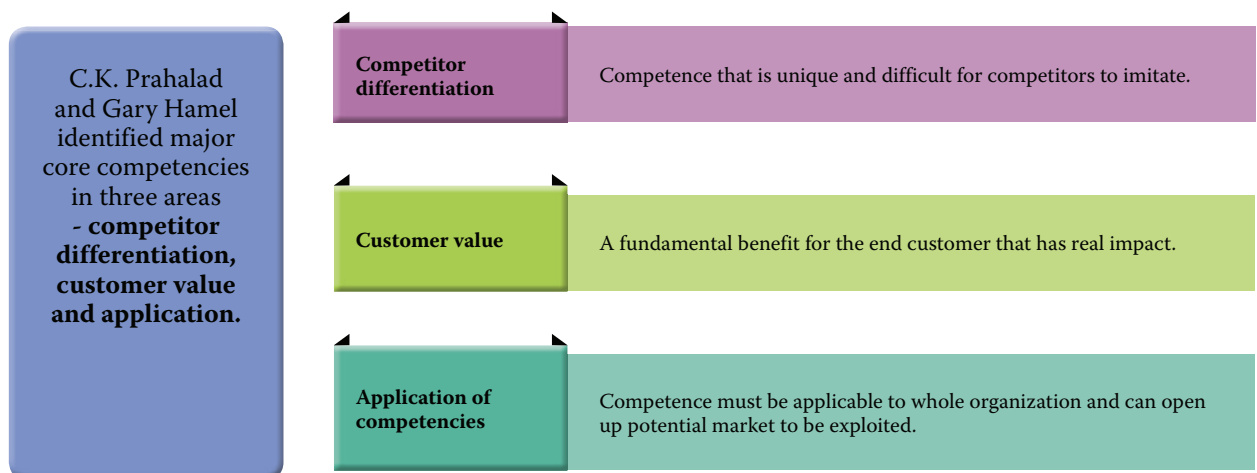 C.K. Prahalad
and Gary Hamel
identified major
core competencies
in three areas
- competitor
differentiation,
customer value
and application.
Competitor
differentiation
Competence that is unique and difficult for competitors to imitate.
Customer value
A fundamental benefit for the end customer that has real impact.
Application of
competencies
Competence must be applicable to whole organization and can open
up potential market to be exploited.